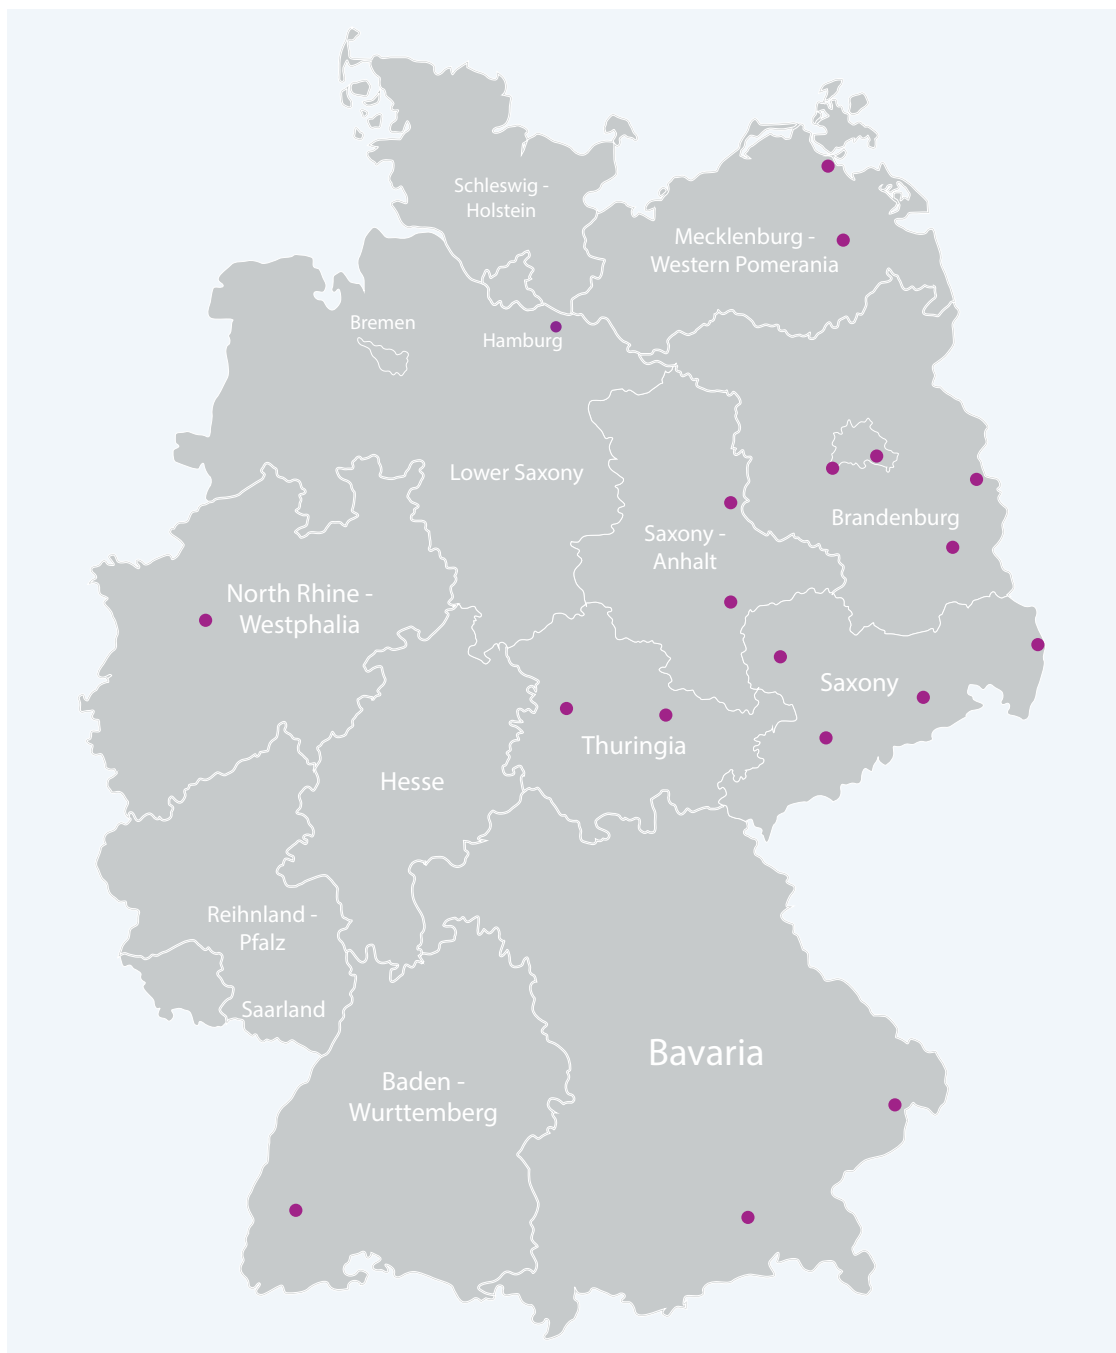 Schleswig -
Holstein
Mecklenburg -
Western Pomerania
Bremen
Hamburg
Lower Saxony
Brandenburg
Saxony -
Anhalt
North Rhine -
Westphalia
Saxony
Thuringia
Hesse
Reihnland -
Pfalz
Saarland
Bavaria
Baden -
Wurttemberg